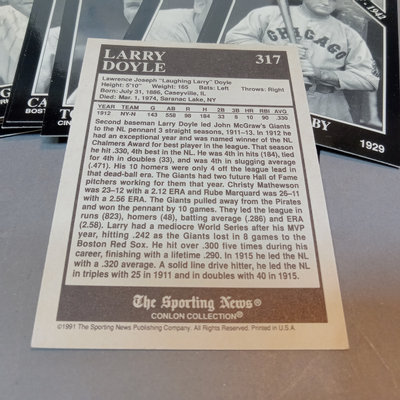 LARRY
DOYLE
317
Lawrence Joseph "Laughing Larry" Doyle
Height: 5'10" Weight: 165 Bats: Left Throws: Right
Born: July 31, 1886, Caseyville, IL
Died: Mar. 1, 1974, Saranac Lake, NY
YEAR TEAM G AB R H 2B 3B HR RBI AVG
1912 NY-N 143 558 98 184 33 8 10 90 .330
Second baseman Larry Doyle led John McGraw's Giants
to the NL pennant 3 straight seasons, 1911–13. In 1912 he
had an exceptional year and was named winner of the NL
Chalmers Award for best player in the league. That season
he hit .330, 4th best in the NL. He was 4th in hits (184), tied
for 4th in doubles (33), and was 4th in slugging average
(.471). His 10 homers were only 4 off the league lead in
that dead-ball era. The Giants had two future Hall of Fame
pitchers working for them that year. Christy Mathewson
was 23–12 with a 2.12 ERA and Rube Marquard was 26–11
with a 2.56 ERA. The Giants pulled away from the Pirates
and won the pennant by 10 games. They led the league in
runs (823), homers (48), batting average (.286) and ERA
(2.58). Larry had a mediocre World Series after his MVP
year, hitting .242 as the Giants lost in 8 games to the
Boston Red Sox. He hit over .300 five times during his
career, finishing with a lifetime .290. In 1915 he led the NL
with a .320 average. A solid line drive hitter, he led the NL
in triples with 25 in 1911 and in doubles with 40 in 1915.
The Sporting News®
CONLON COLLECTION®
©1991 The Sporting News Publishing Company. All Rights Reserved. Printed in U.S.A.
CHICAGO
1929